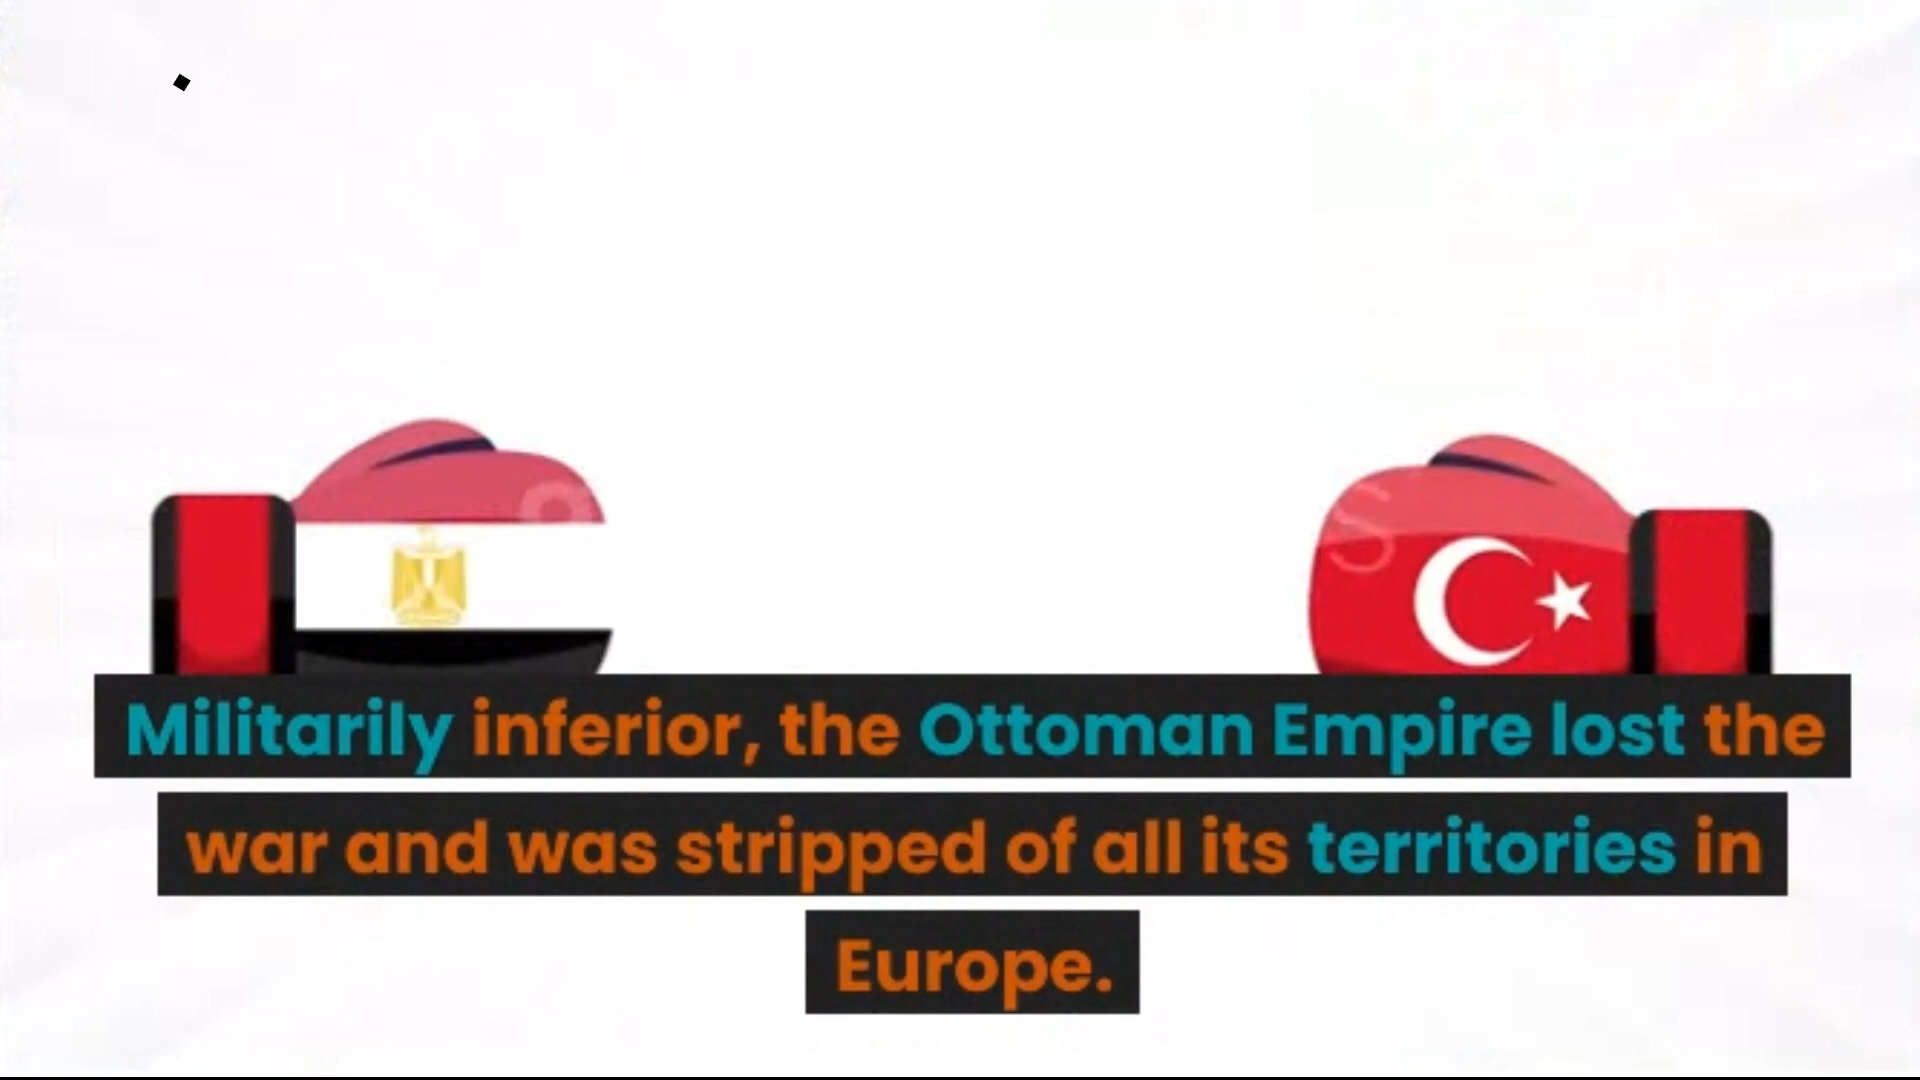 Militarily inferior, the Ottoman Empire lost the
war and was stripped of all its territories in
Europe.